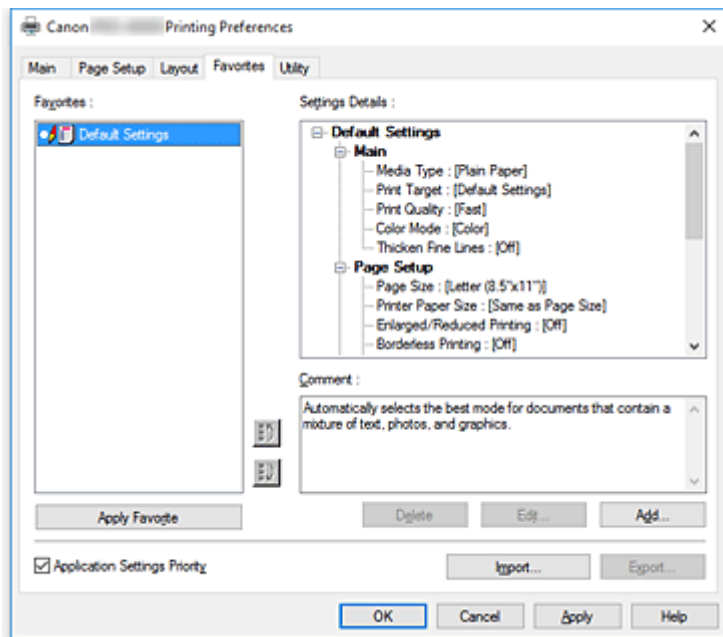 Canon Printing Preferences
Main Page Setup Layout Favorites Utility
Favorites :
Default Settings
Settings Details :
Default Settings
Main
Media Type : [Plain Paper]
Print Target : [Default Settings]
Print Quality : [Fast]
Color Mode : [Color]
Thicken Fine Lines : [Off]
Page Setup
Page Size : [Letter (8.5"x11")]
Printer Paper Size : [Same as Page Size]
Enlarged/Reduced Printing : [Off]
Borderless Printing : [Off]
Comment :
Automatically selects the best mode for documents that contain a
mixture of text, photos, and graphics.
Apply Favorite
Delete Edit... Add...
Application Settings Priority
Import... Export...
OK Cancel Apply Help